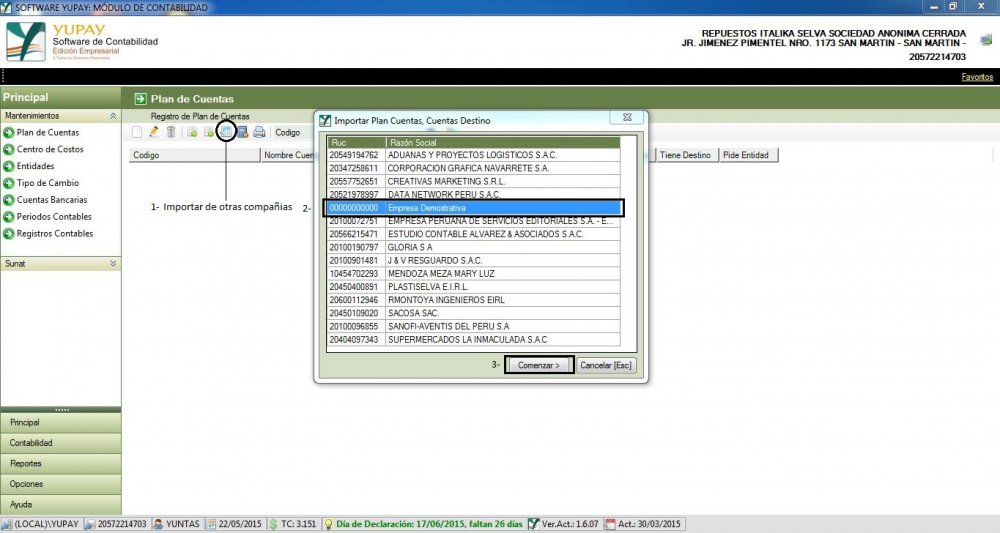 SOFTWARE YUPAY: MÓDULO DE CONTABILIDAD
YUPAY
Software de Contabilidad
Edición Empresarial
REPUESTOS ITALIKA SELVA SOCIEDAD ANONIMA CERRADA
JR. JIMENEZ PIMENTEL NRO. 1173 SAN MARTIN - SAN MARTIN -
20572214703
Favoritos
Principal
Mantenimientos
Plan de Cuentas
Centro de Costos
Entidades
Tipo de Cambio
Cuentas Bancarias
Periodos Contables
Registros Contables
Sunat
Principal
Contabilidad
Reportes
Opciones
Ayuda
Plan de Cuentas
Registro de Plan de Cuentas
Codigo
Codigo Nombre Cuen Tiene Destino Pide Entidad
1- Importar de otras compañias 2-
Importar Plan Cuentas, Cuentas Destino
Ruc Razón Social
20549194762 ADUANAS Y PROYECTOS LOGISTICOS S.A.C.
20347258611 CORPORACION GRAFICA NAVARRETE S.A.
20557752651 CREATIVAS MARKETING S.R.L.
20521978997 DATA NETWORK PERU S.A.C.
00000000000 Empresa Demostrativa
20100072751 EMPRESA PERUANA DE SERVICIOS EDITORIALES S.A. - E...
20566215471 ESTUDIO CONTABLE ALVAREZ & ASOCIADOS S.A.C.
20100190797 GLORIA S A
20100901481 J & V RESGUARDO S.A.C.
10454702293 MENDOZA MEZA MARY LUZ
20450400891 PLASTISELVA E.I.R.L.
20600112946 RMONTOYA INGENIEROS EIRL
20450109020 SACOSA SAC.
20100096855 SANOFI-AVENTIS DEL PERU S.A
20404097343 SUPERMERCADOS LA INMACULADA S.A.C
3- Comenzar > Cancelar [Esc]
(LOCAL)\YUPAY 20572214703 YUNTAS 22/05/2015 TC: 3.151 Día de Declaración: 17/06/2015, faltan 26 días Ver.Act.: 1.6.07 Act.: 30/03/2015